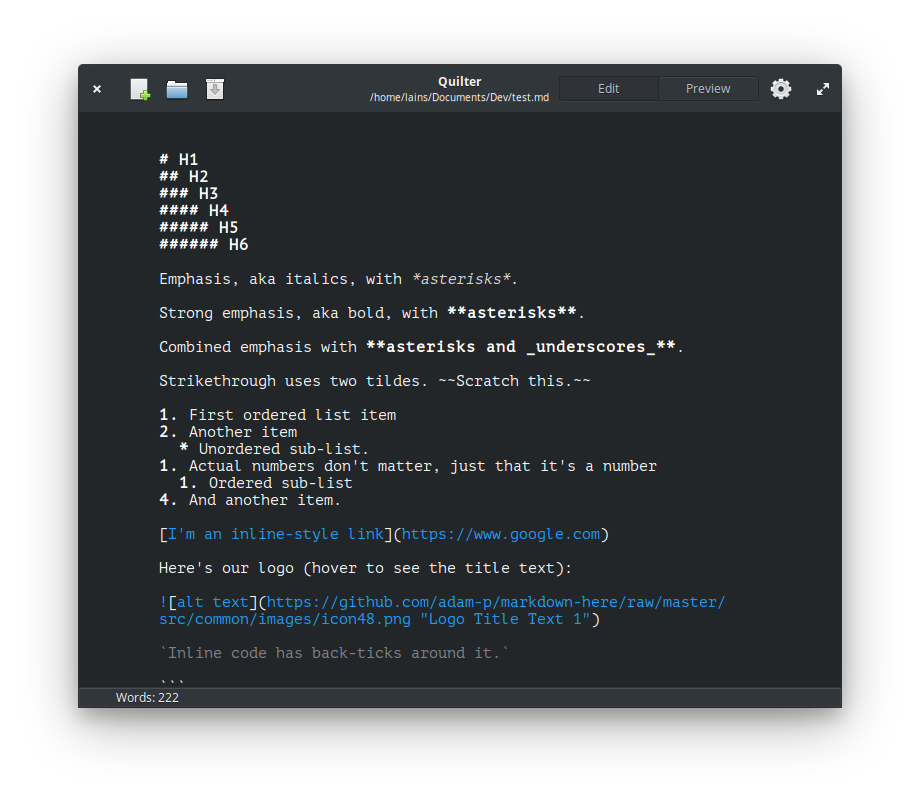 Quilter
/home/lains/Documents/Dev/test.md
Edit
Preview
# H1
## H2
### H3
#### H4
##### H5
###### H6
Emphasis, aka italics, with *asterisks*.
Strong emphasis, aka bold, with **asterisks**.
Combined emphasis with **asterisks and _underscores_**.
Strikethrough uses two tildes. ~~Scratch this.~~
1. First ordered list item
2. Another item
  * Unordered sub-list.
1. Actual numbers don't matter, just that it's a number
  1. Ordered sub-list
4. And another item.
[I'm an inline-style link](https://www.google.com)
Here's our logo (hover to see the title text):
![alt text](https://github.com/adam-p/markdown-here/raw/master/
src/common/images/icon48.png "Logo Title Text 1")
`Inline code has back-ticks around it.`
```
Words: 222